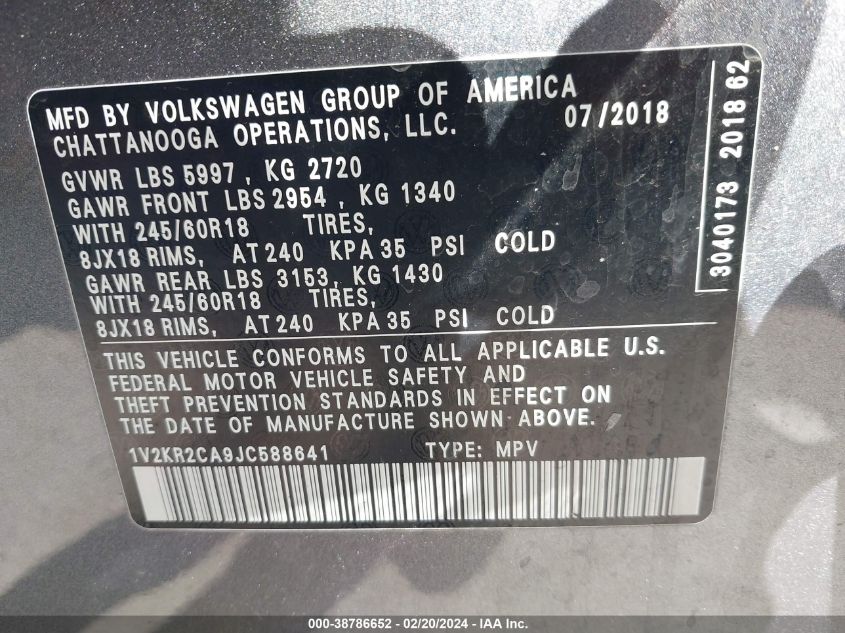 MFD BY VOLKSWAGEN GROUP OF AMERICA
CHATTANOOGA OPERATIONS, LLC. 07/2018
GVWR LBS 5997, KG 2720
GAWR FRONT LBS 2954, KG 1340
WITH 245/60R18 TIRES,
8JX18 RIMS, AT 240 KPA 35 PSI COLD
GAWR REAR LBS 3153, KG 1430
WITH 245/60R18 TIRES,
8JX18 RIMS, AT 240 KPA 35 PSI COLD
THIS VEHICLE CONFORMS TO ALL APPLICABLE U.S.
FEDERAL MOTOR VEHICLE SAFETY AND
THEFT PREVENTION STANDARDS IN EFFECT ON
THE DATE OF MANUFACTURE SHOWN ABOVE.
1V2KR2CA9JC588641 TYPE: MPV
3040173 2018 62
000-38786652 - 02/20/2024 - IAA Inc.